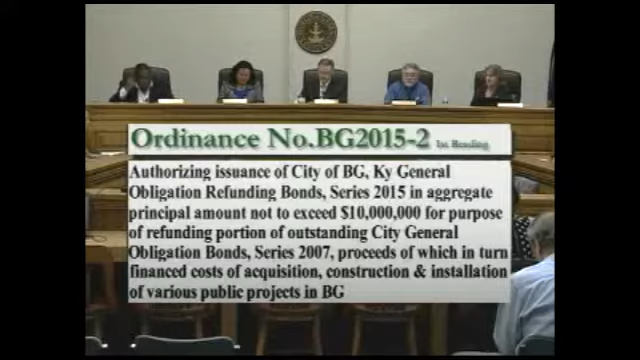 Ordinance No.BG2015-2 1st. Reading
Authorizing issuance of City of BG, Ky General
Obligation Refunding Bonds, Series 2015 in aggregate
principal amount not to exceed $10,000,000 for purpose
of refunding portion of outstanding City General
Obligation Bonds, Series 2007, proceeds of which in turn
financed costs of acquisition, construction & installation
of various public projects in BG